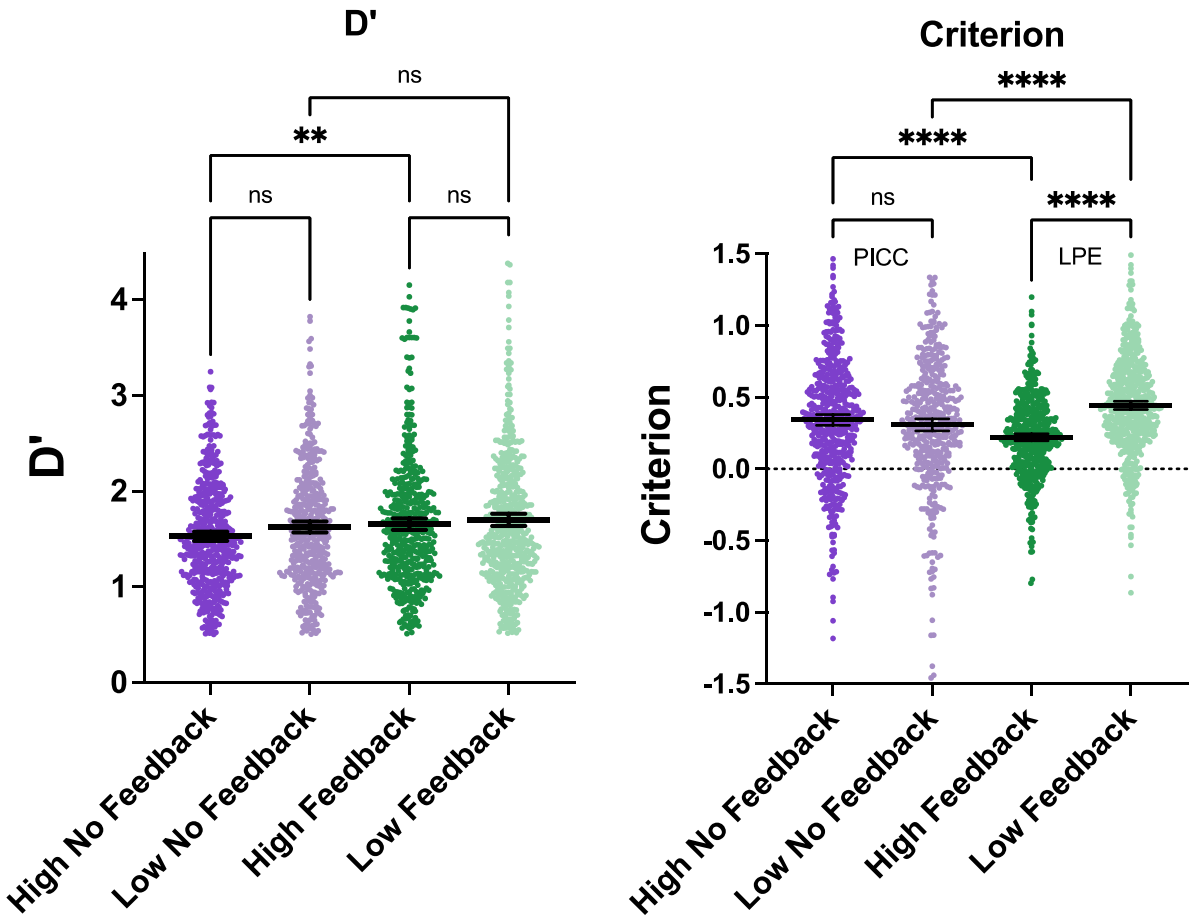 D'
ns
**
ns
ns
4
3
2
1
0
D'
High No Feedback
Low No Feedback
High Feedback
Low Feedback
Criterion
****
****
ns
****
PICC
LPE
1.5
1.0
0.5
0.0
-0.5
-1.0
-1.5
Criterion
High No Feedback
Low No Feedback
High Feedback
Low Feedback